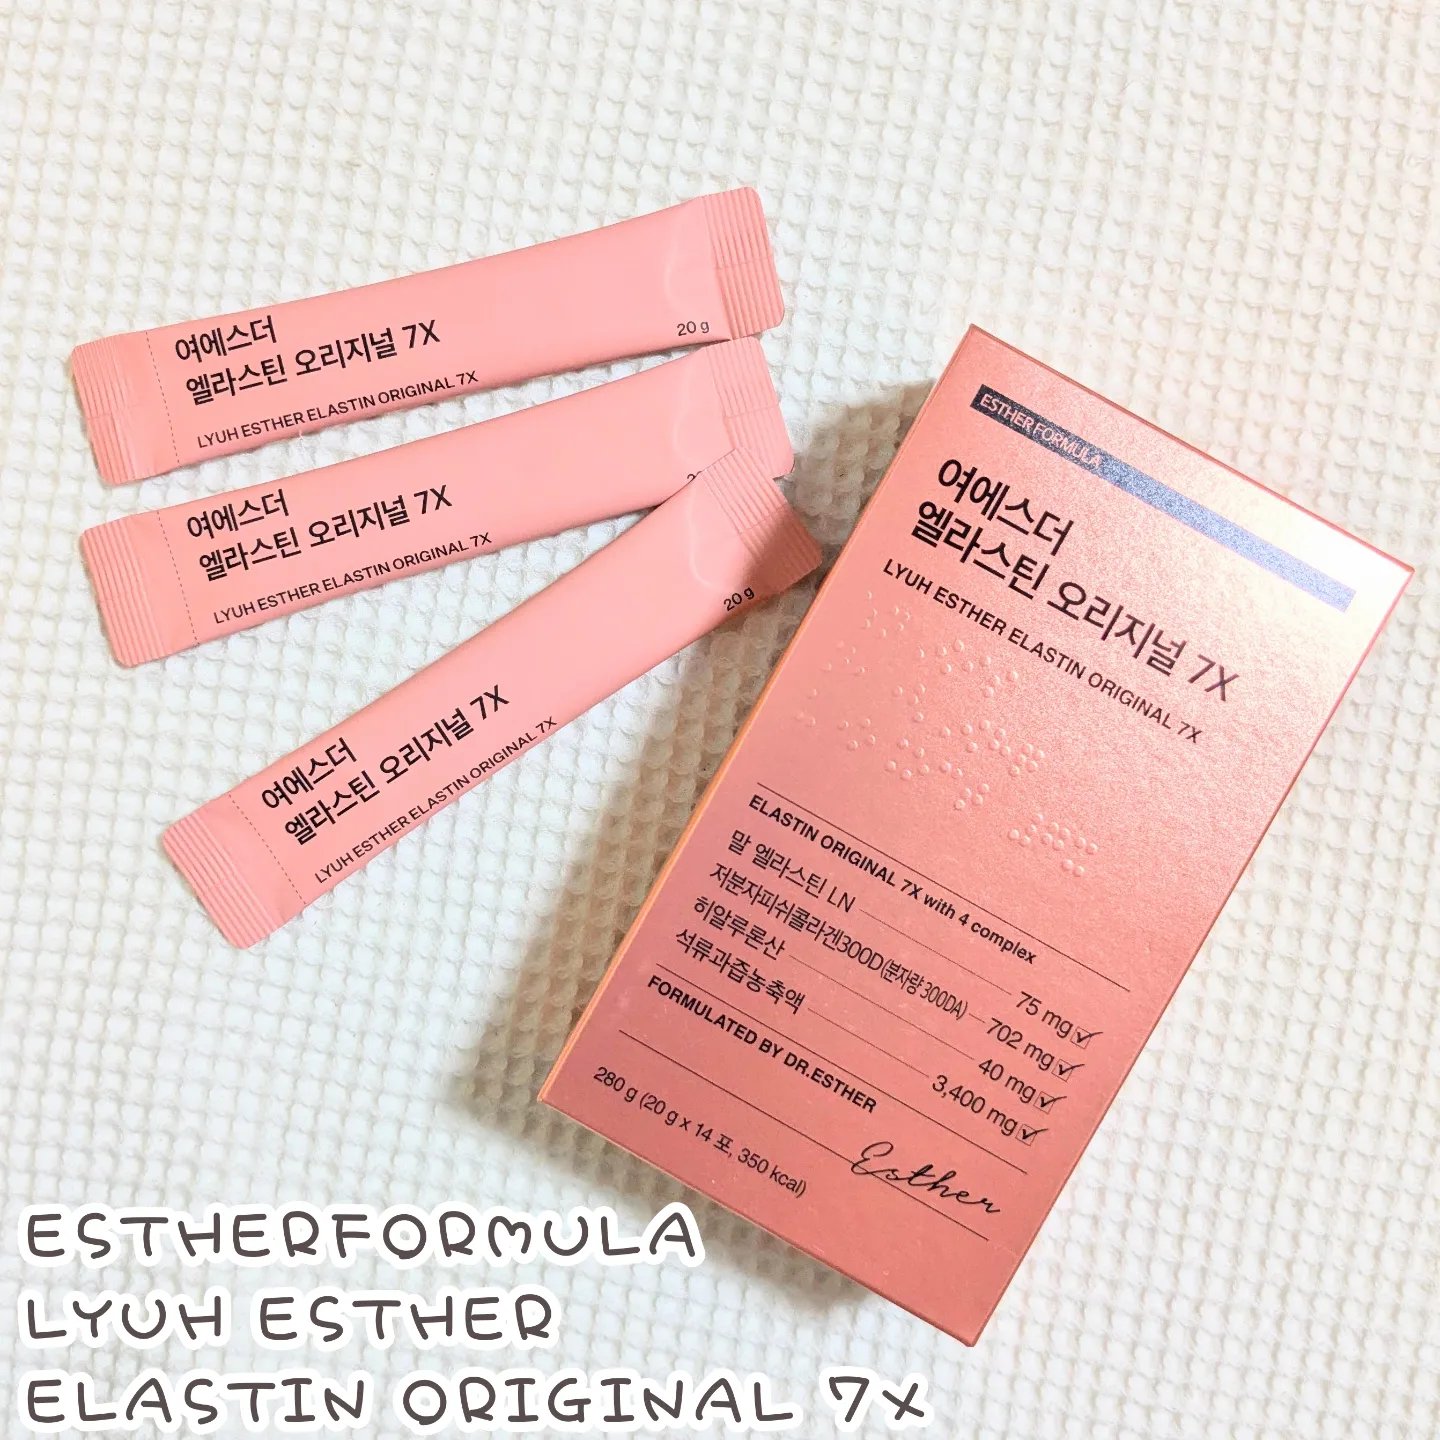 여에스더
엘라스틴 오리지널 7X
LYUH ESTHER ELASTIN ORIGINAL 7X
20 g
여에스더
엘라스틴 오리지널 7X
LYUH ESTHER ELASTIN ORIGINAL 7X
여에스더
엘라스틴 오리지널 7X
LYUH ESTHER ELASTIN ORIGINAL 7X
20 g
ESTHER FORMULA
여에스더
엘라스틴 오리지널 7X
LYUH ESTHER ELASTIN ORIGINAL 7X
ELASTIN ORIGINAL 7X with 4 complex
말 엘라스틴 LN 75 mg
저분자피쉬콜라겐300D(분자량 300DA) 702 mg
히알루론산 40 mg
석류과즙농축액 3,400 mg
FORMULATED BY DR.ESTHER
Esther
280 g (20 g x 14 포, 350 kcal)
ESTHERFORMULA
LYUH ESTHER
ELASTIN ORIGINAL 7X